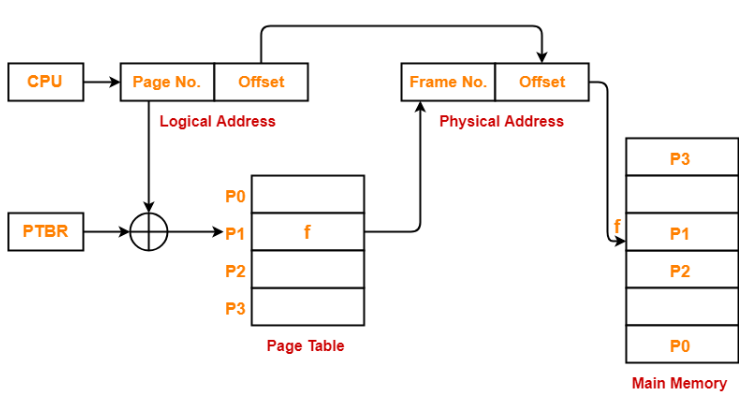 CPU
Page No.
Offset
Frame No.
Offset
Logical Address
Physical Address
P3
P0
PTBR
P1
f
f
P1
P2
P2
P3
P0
Page Table
Main Memory